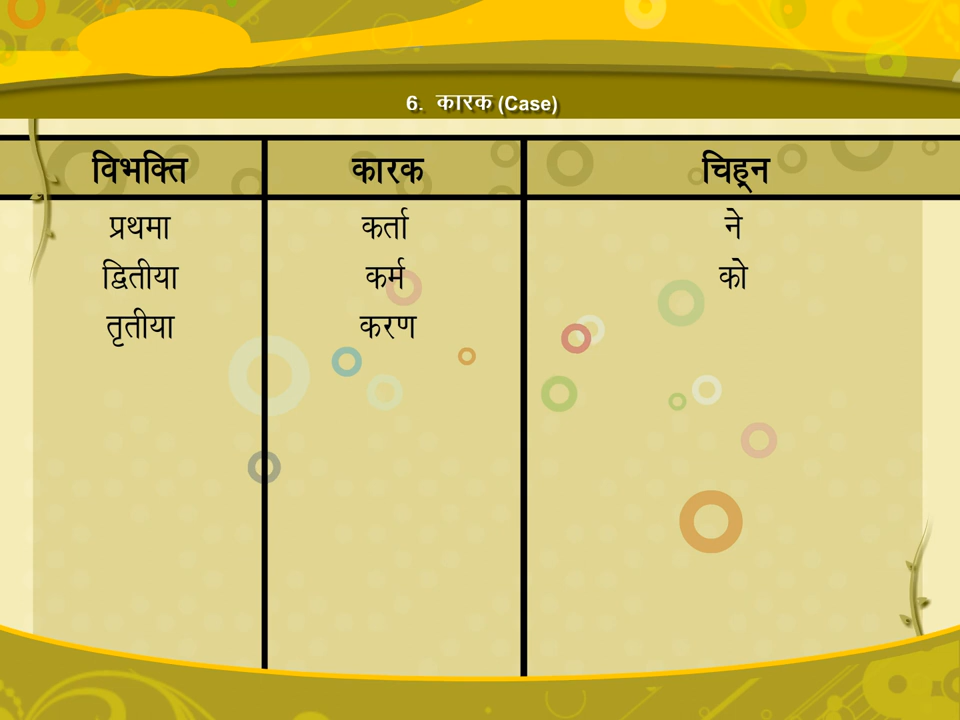 6. कारक (Case)
विभक्ति कारक चिह्न
प्रथमा कर्ता ने
द्वितीया कर्म को
तृतीया करण